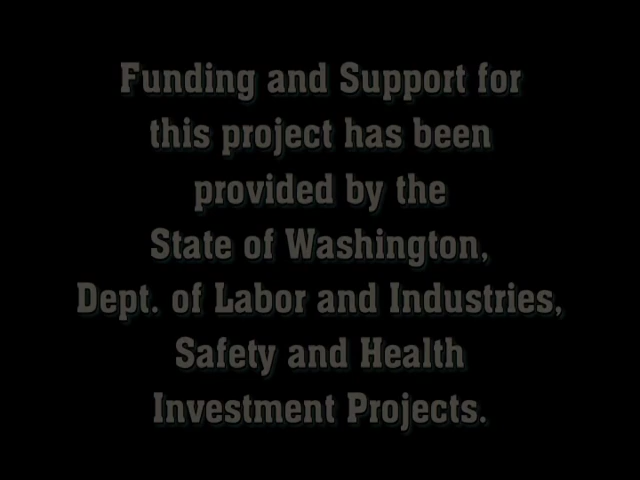 Funding and Support for
this project has been
provided by the
State of Washington,
Dept. of Labor and Industries,
Safety and Health
Investment Projects.